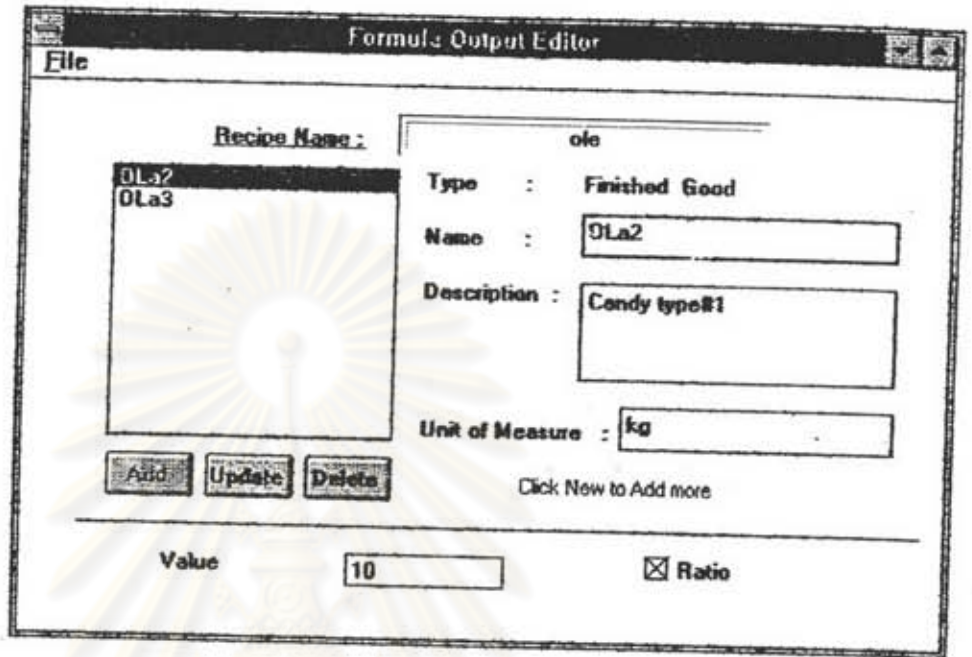 Formula Output Editor
File
Recipe Name :
ole
OLa2
OLa3
Type :
Finished Good
Name :
OLa2
Description :
Candy type#1
Unit of Measure :
kg
Add
Update
Delete
Click New to Add more
Value
10
Ratio